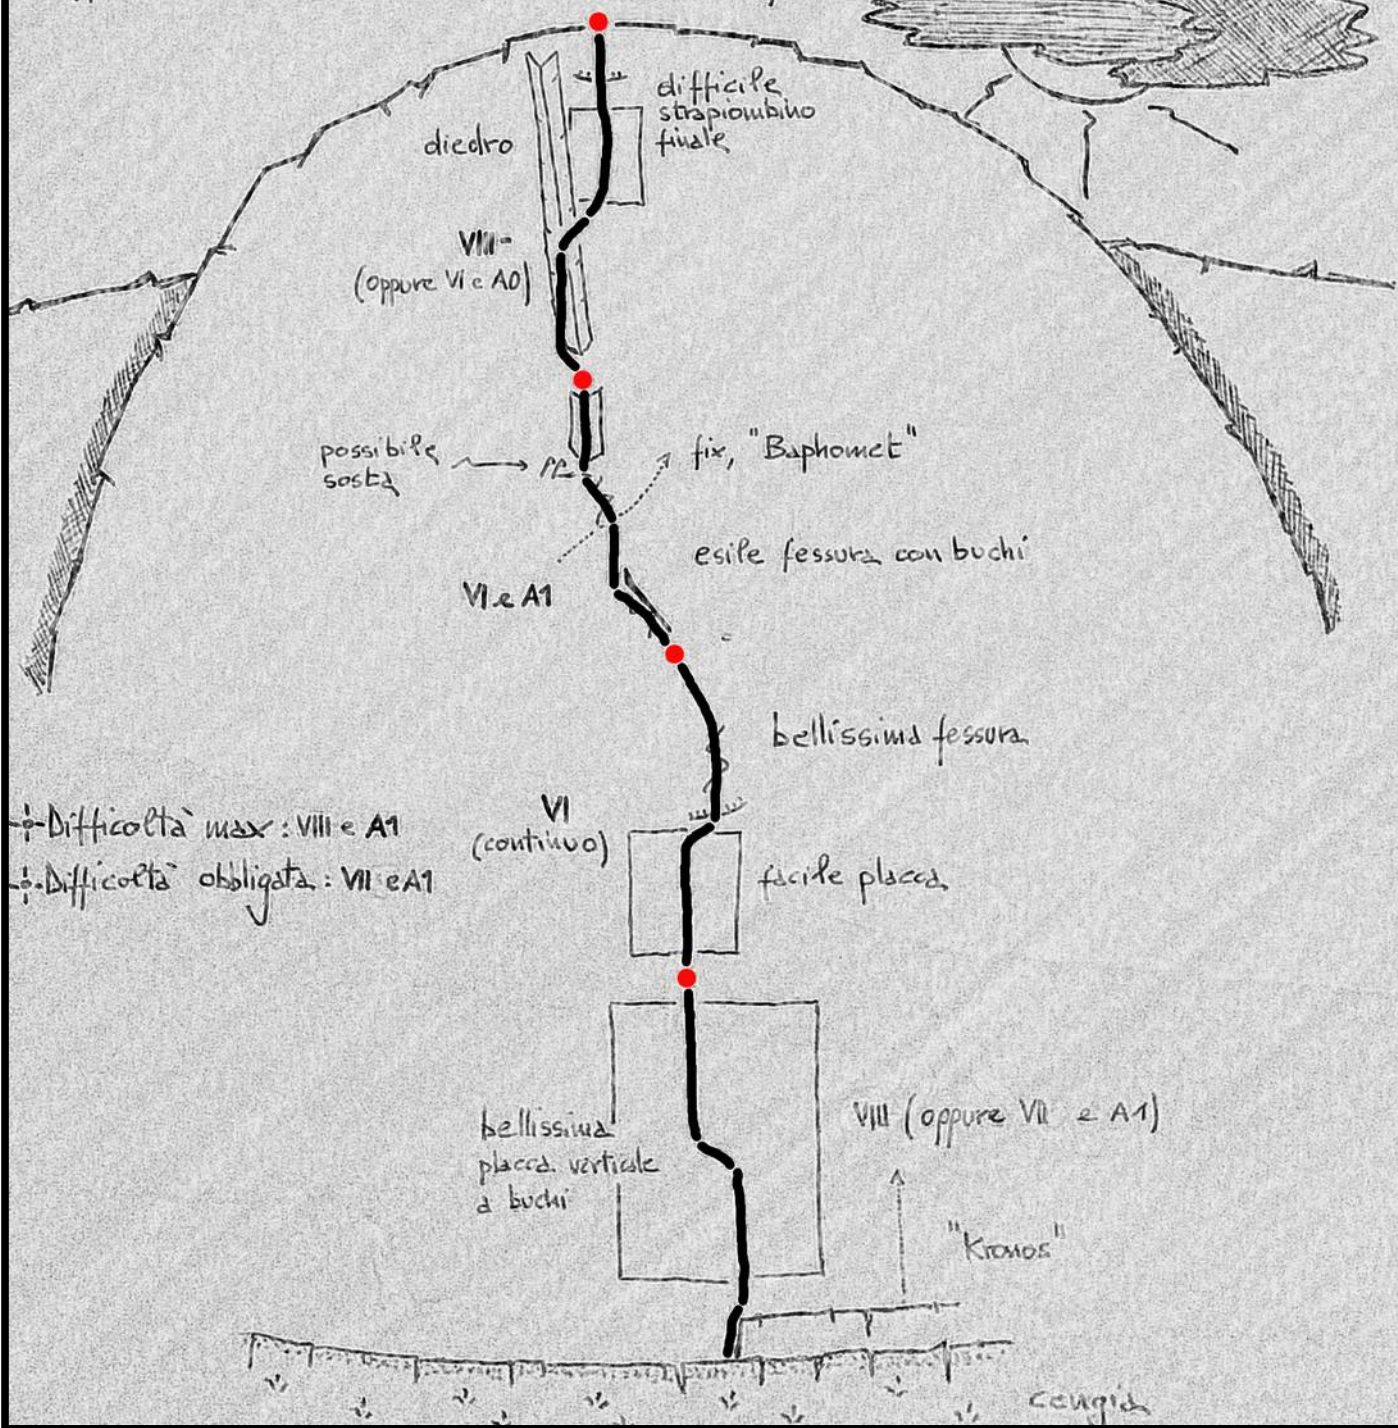 difficile
strapiombino
finale
diedro
VIII-
(oppure VI e A0)
possibile
sosta
fix, "Baphomet"
esile fessura con buchi
VI e A1
bellissima fessura
VI
(continuo)
Difficoltà max: VIII e A1
Difficoltà obbligata: VII e A1
facile placca
bellissima
placca verticale
a buchi
VIII (oppure VII e A1)
"Kronos"
cengia